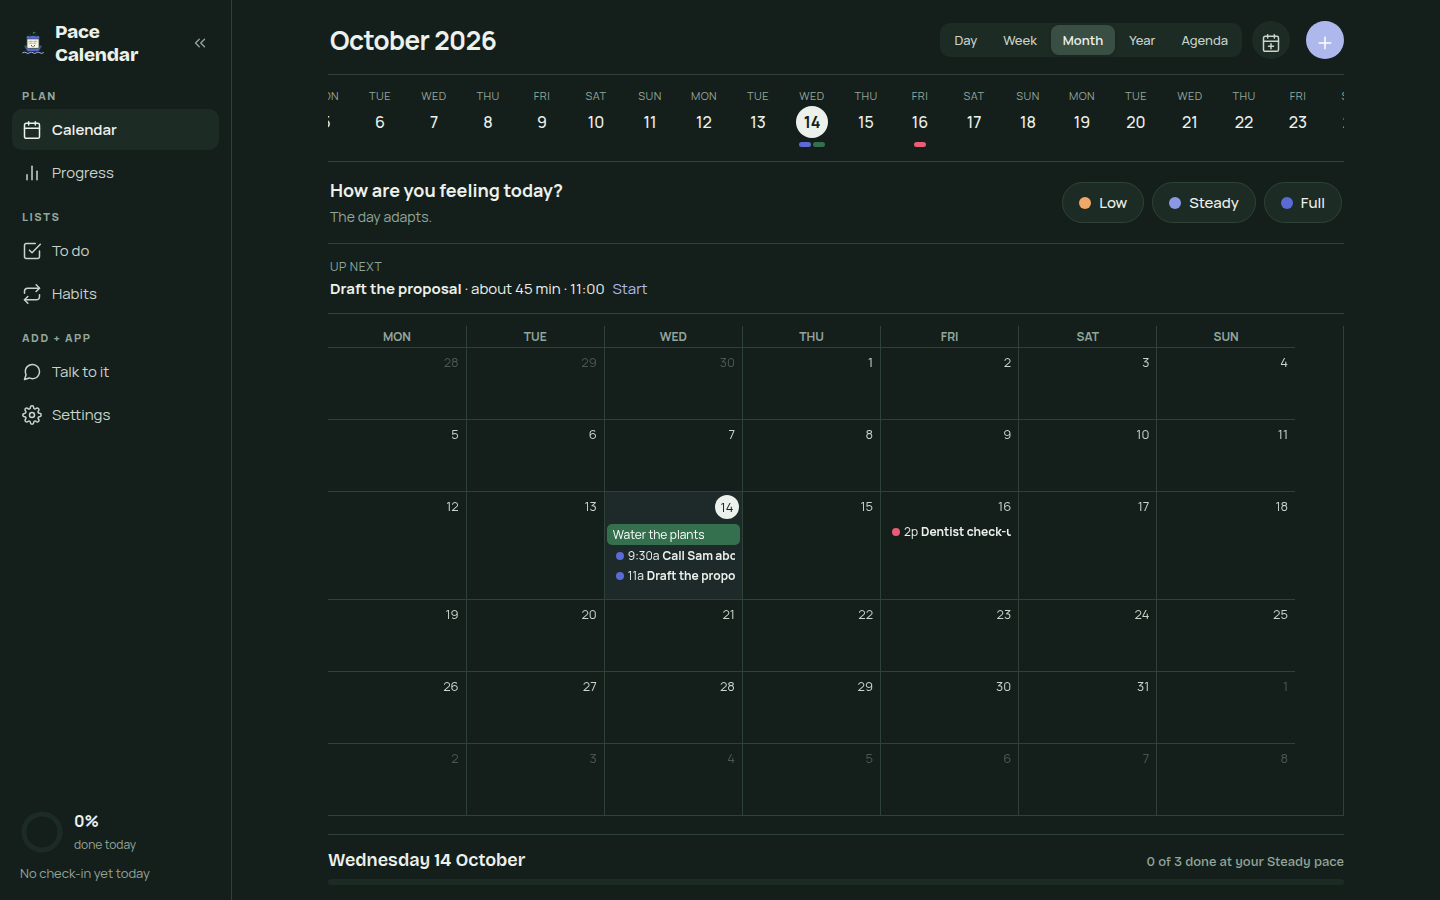 Pace
Calendar
PLAN
Calendar
Progress
LISTS
To do
Habits
ADD + APP
Talk to it
Settings
0%
done today
No check-in yet today
October 2026
Day Week Month Year Agenda
TUE WED THU FRI SAT SUN MON TUE WED THU FRI SAT SUN MON TUE WED THU FRI
6 7 8 9 10 11 12 13 14 15 16 17 18 19 20 21 22 23
How are you feeling today?
The day adapts.
Low Steady Full
UP NEXT
Draft the proposal · about 45 min · 11:00 Start
MON TUE WED THU FRI SAT SUN
28 29 30 1 2 3 4
5 6 7 8 9 10 11
12 13 14 15 16 17 18
Water the plants
2p Dentist check-u
9:30a Call Sam abo
11a Draft the propo
19 20 21 22 23 24 25
26 27 28 29 30 31 1
2 3 4 5 6 7 8
Wednesday 14 October
0 of 3 done at your Steady pace